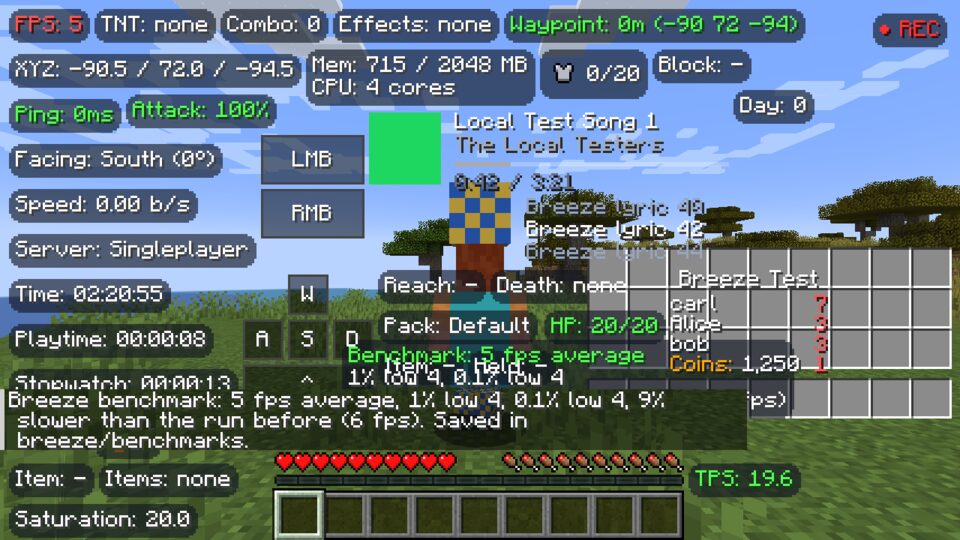 FPS: 5
TNT: none
Combo: 0
Effects: none
Waypoint: 0m (-90 72 -94)
REC
XYZ: -90.5 / 72.0 / -94.5
Mem: 715 / 2048 MB
CPU: 4 cores
0/20
Block: -
Day: 0
Ping: 0ms
Attack: 100%
Local Test Song 1
The Local Testers
Facing: South (0°)
LMB
0:42 / 3:21
Speed: 0.00 b/s
RMB
Breeze lyric 40
Breeze lyric 42
Breeze lyric 44
Server: Singleplayer
Breeze Test
Time: 02:20:55
W
Reach: -
Death: none
carl 7
Alice 3
bob 3
Coins: 1,250 1
Playtime: 00:00:08
A
S
D
Pack: Default
HP: 20/20
Benchmark: 5 fps average
1% low 4, 0.1% low 4
Stopwatch: 00:00:13
^
Breeze benchmark: 5 fps average, 1% low 4, 0.1% low 4, 9%
slower than the run before (6 fps). Saved in
breeze/benchmarks.
fps)
Item: -
Items: none
TPS: 19.6
Saturation: 20.0